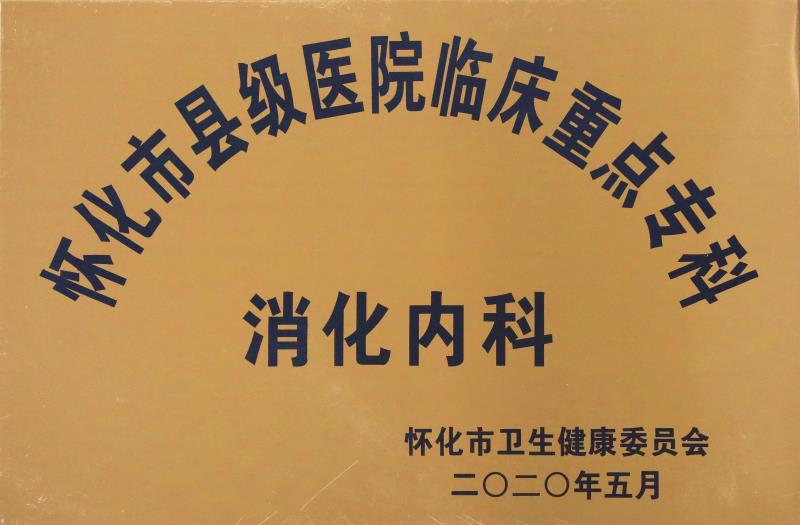 怀化市县级医院临床重点专科
消化内科
怀化市卫生健康委员会
二〇二〇年五月